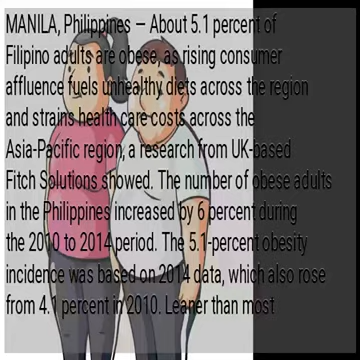 MANILA, Philippines — About 5.1 percent of
Filipino adults are obese, as rising consumer
affluence fuels unhealthy diets across the region
and strains health care costs across the
Asia-Pacific region, a research from UK-based
Fitch Solutions showed. The number of obese adults
in the Philippines increased by 6 percent during
the 2010 to 2014 period. The 5.1-percent obesity
incidence was based on 2014 data, which also rose
from 4.1 percent in 2010. Leaner than most